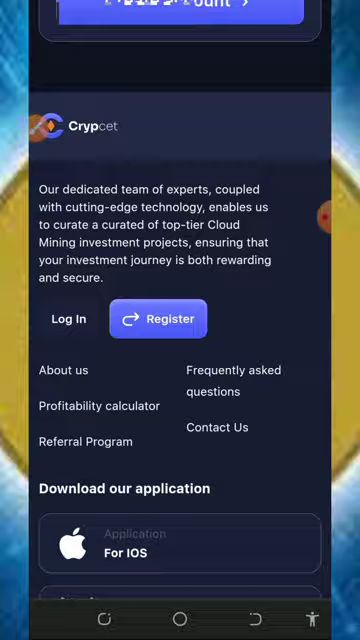 Crypcet
Our dedicated team of experts, coupled
with cutting-edge technology, enables us
to curate a curated of top-tier Cloud
Mining investment projects, ensuring that
your investment journey is both rewarding
and secure.
Log In
Register
About us
Frequently asked
questions
Profitability calculator
Contact Us
Referral Program
Download our application
Application
For IOS